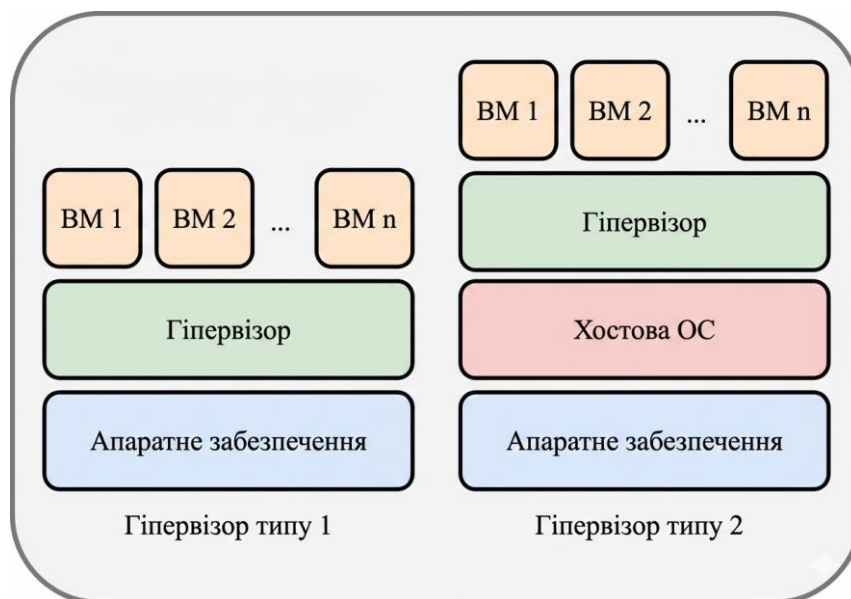 ВМ 1 ВМ 2 ... ВМ n
Гіпервізор
Апаратне забезпечення
Гіпервізор типу 1
ВМ 1 ВМ 2 ... ВМ n
Гіпервізор
Хостова ОС
Апаратне забезпечення
Гіпервізор типу 2